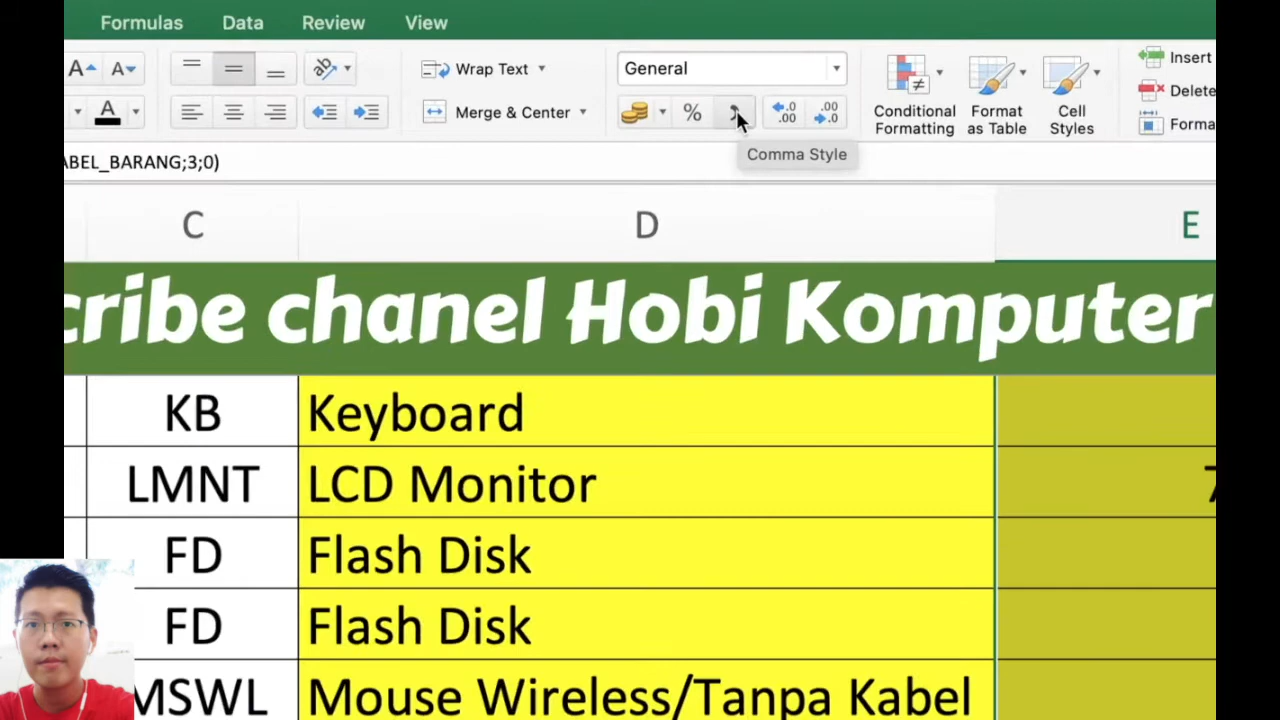 Formulas Data Review View
A A Wrap Text General Insert
A Merge & Center % Conditional Formatting Format as Table Cell Styles Delete
Forma
ABEL_BARANG;3;0) Comma Style
C D E
cribe chanel Hobi Komputer
KB Keyboard
LMNT LCD Monitor 7
FD Flash Disk
FD Flash Disk
MSWL Mouse Wireless/Tanpa Kabel